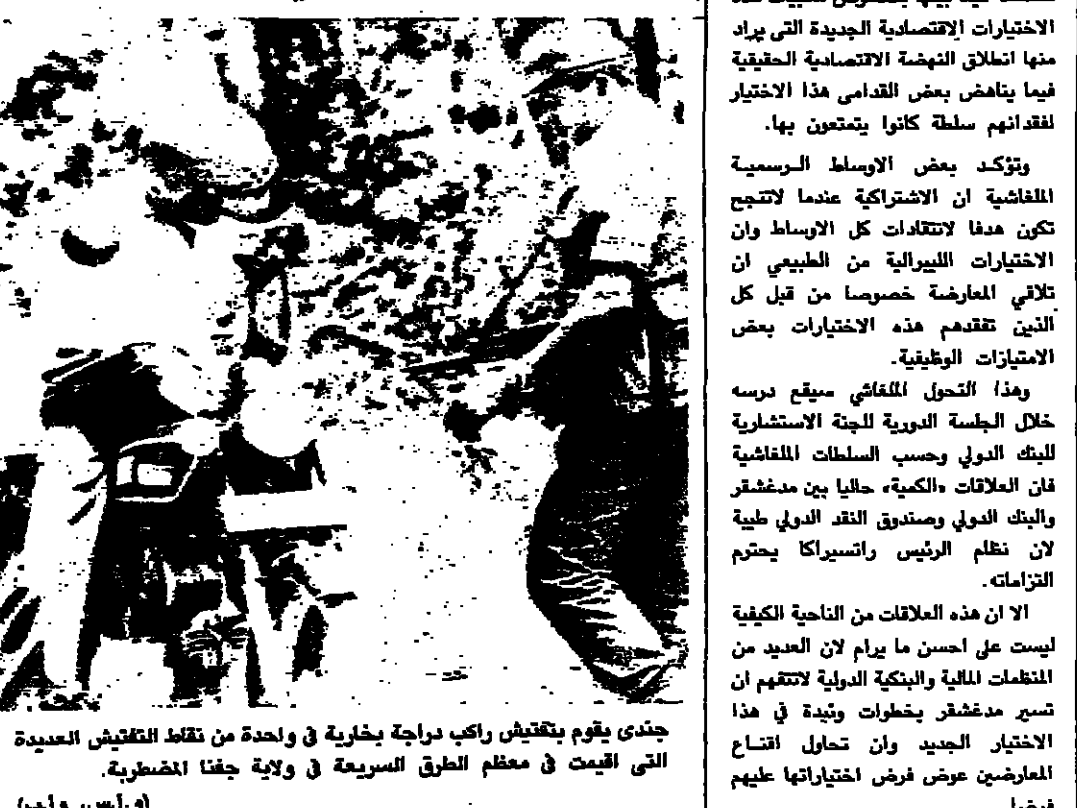 الاختيارات الاقتصادية الجديدة التى يراد
منها انطلاق النهضة الاقتصادية الحقيقية
فيما يناهض بعض القدامى هذا الاختيار
لفقدانهم سلطة كانوا يتمتعون بها.
وتؤكد بعض الاوساط الرسمية
الملغاشية ان الاشتراكية عندما لاتنجح
تكون هدفا لانتقادات كل الاوساط وان
الاختيارات الليبرالية من الطبيعي ان
تلاقي المعارضة خصوصا من قبل كل
الذين تفقدهم هذه الاختيارات بعض
الامتيازات الوظيفية.
وهذا التحول الملغاشي سيقع درسه
خلال الجلسة الدورية للجنة الاستشارية
للبنك الدولي وحسب السلطات الملغاشية
فان العلاقات «الكمية» حاليا بين مدغشقر
والبنك الدولي وصندوق النقد الدولي طيبة
لان نظام الرئيس راتسيراكا يحترم
التزاماته.
الا ان هذه العلاقات من الناحية الكيفية
ليست على احسن ما يرام لان العديد من
المنظمات المالية والبنكية الدولية لاتتفهم ان
تسير مدغشقر بخطوات وئيدة في هذا
الاختيار الجديد وان تحاول اقناع
المعارضين عوض فرض اختياراتها عليهم
جندى يقوم بتفتيش راكب دراجة بخارية فى واحدة من نقاط التفتيش العديدة
التى اقيمت فى معظم الطرق السريعة فى ولاية جفنا المضطربة.